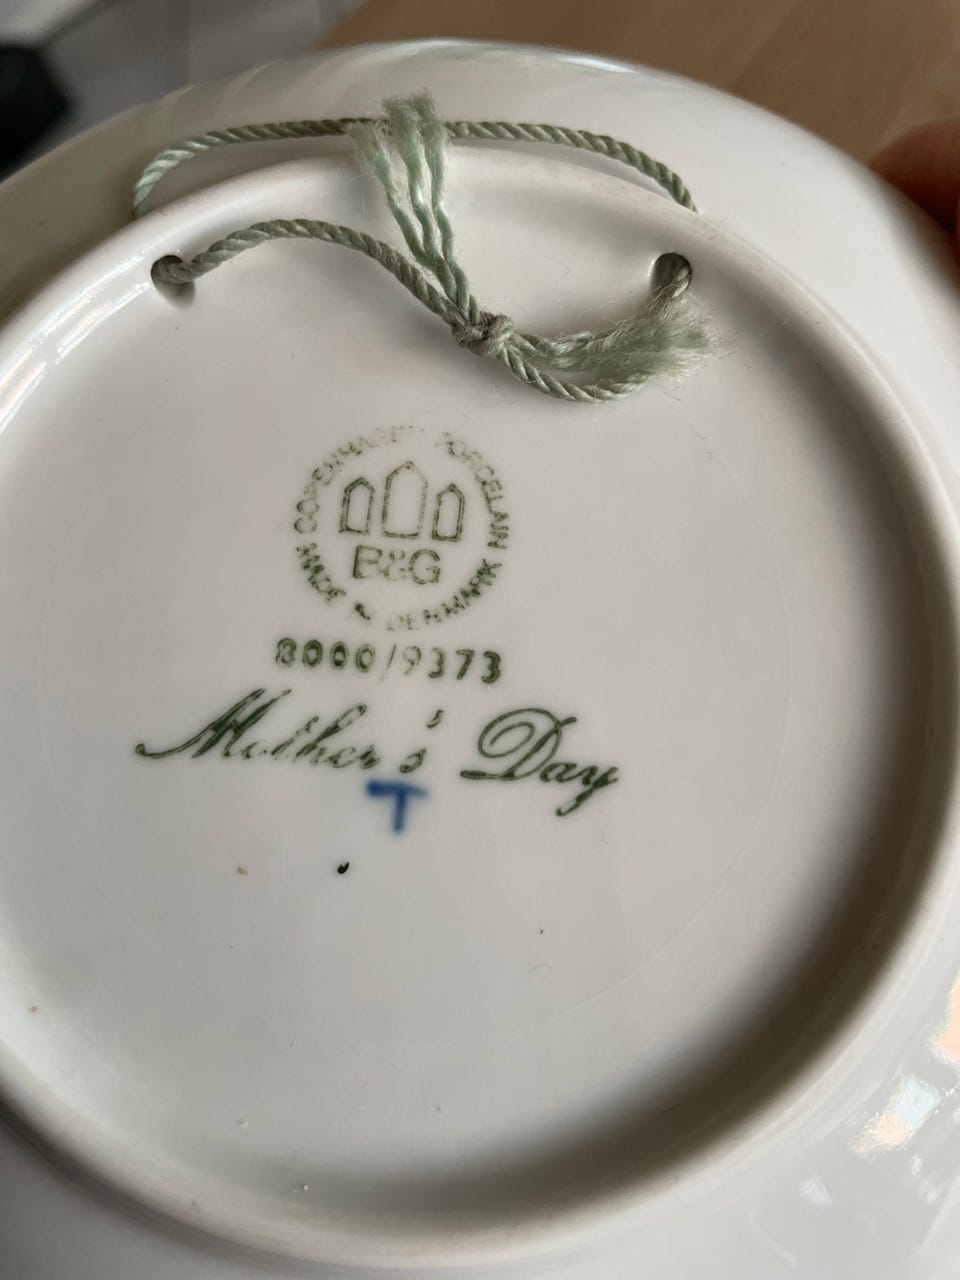 COPENHAGEN PORCELAIN
B&G
MADE IN DENMARK
8000/9373
Mother's Day
T